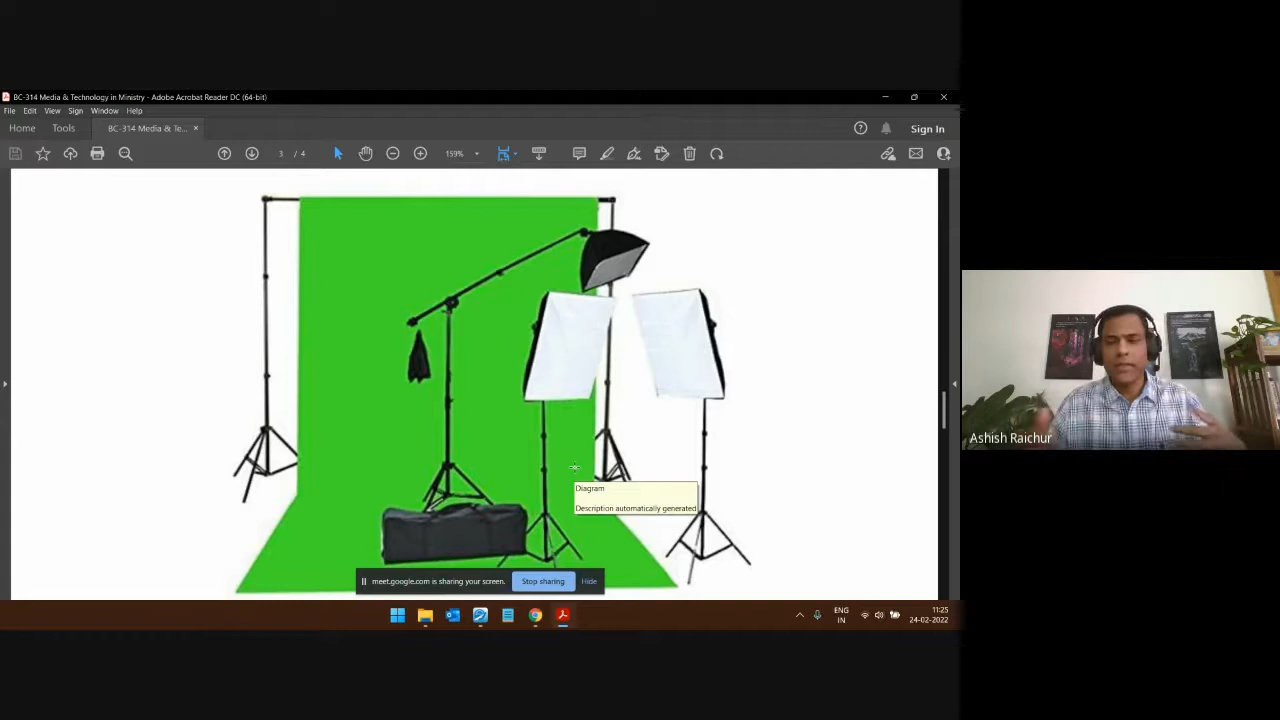 BC-314 Media & Technology in Ministry - Adobe Acrobat Reader DC (64-bit)
File Edit View Sign Window Help
Home Tools BC-314 Media & Te... × Sign In
3 / 4 159%
Diagram
Description automatically generated
Ashish Raichur
meet.google.com is sharing your screen. Stop sharing Hide
ENG
IN
11:25
24-02-2022